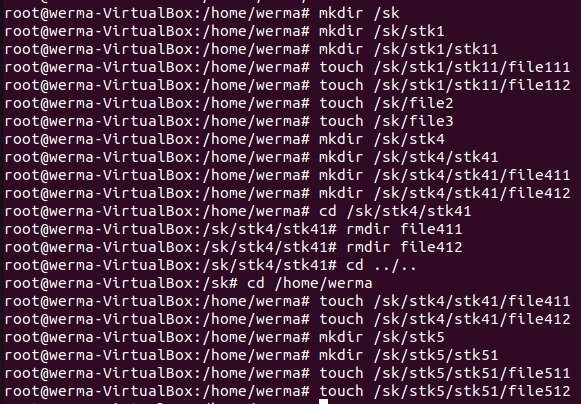 root@werma-VirtualBox:/home/werma# mkdir /sk
root@werma-VirtualBox:/home/werma# mkdir /sk/stk1
root@werma-VirtualBox:/home/werma# mkdir /sk/stk1/stk11
root@werma-VirtualBox:/home/werma# touch /sk/stk1/stk11/file111
root@werma-VirtualBox:/home/werma# touch /sk/stk1/stk11/file112
root@werma-VirtualBox:/home/werma# touch /sk/file2
root@werma-VirtualBox:/home/werma# touch /sk/file3
root@werma-VirtualBox:/home/werma# mkdir /sk/stk4
root@werma-VirtualBox:/home/werma# mkdir /sk/stk4/stk41
root@werma-VirtualBox:/home/werma# mkdir /sk/stk4/stk41/file411
root@werma-VirtualBox:/home/werma# mkdir /sk/stk4/stk41/file412
root@werma-VirtualBox:/home/werma# cd /sk/stk4/stk41
root@werma-VirtualBox:/sk/stk4/stk41# rmdir file411
root@werma-VirtualBox:/sk/stk4/stk41# rmdir file412
root@werma-VirtualBox:/sk/stk4/stk41# cd ../..
root@werma-VirtualBox:/sk# cd /home/werma
root@werma-VirtualBox:/home/werma# touch /sk/stk4/stk41/file411
root@werma-VirtualBox:/home/werma# touch /sk/stk4/stk41/file412
root@werma-VirtualBox:/home/werma# mkdir /sk/stk5
root@werma-VirtualBox:/home/werma# mkdir /sk/stk5/stk51
root@werma-VirtualBox:/home/werma# touch /sk/stk5/stk51/file511
root@werma-VirtualBox:/home/werma# touch /sk/stk5/stk51/file512